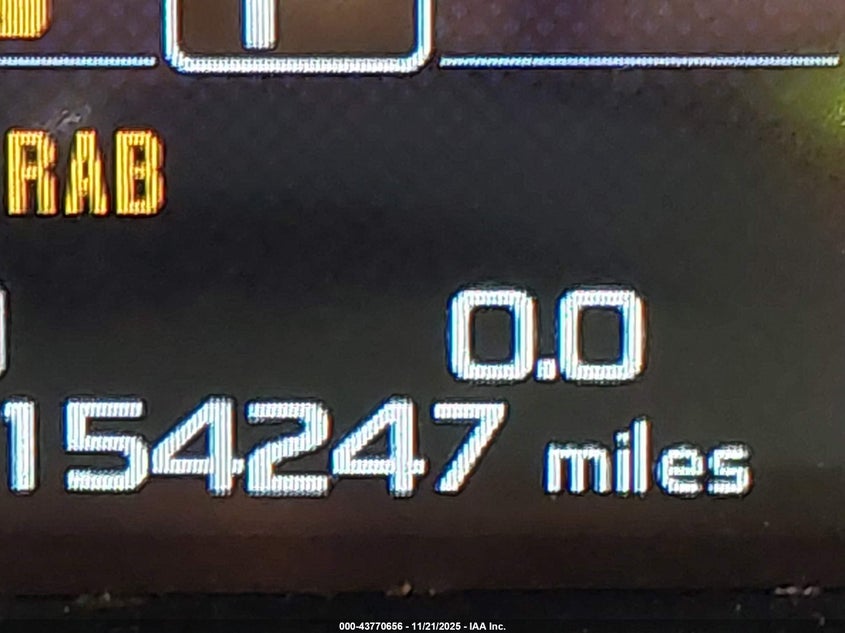 RAB
0.0
154247 miles
000-43770656 - 11/21/2025 - IAA Inc.